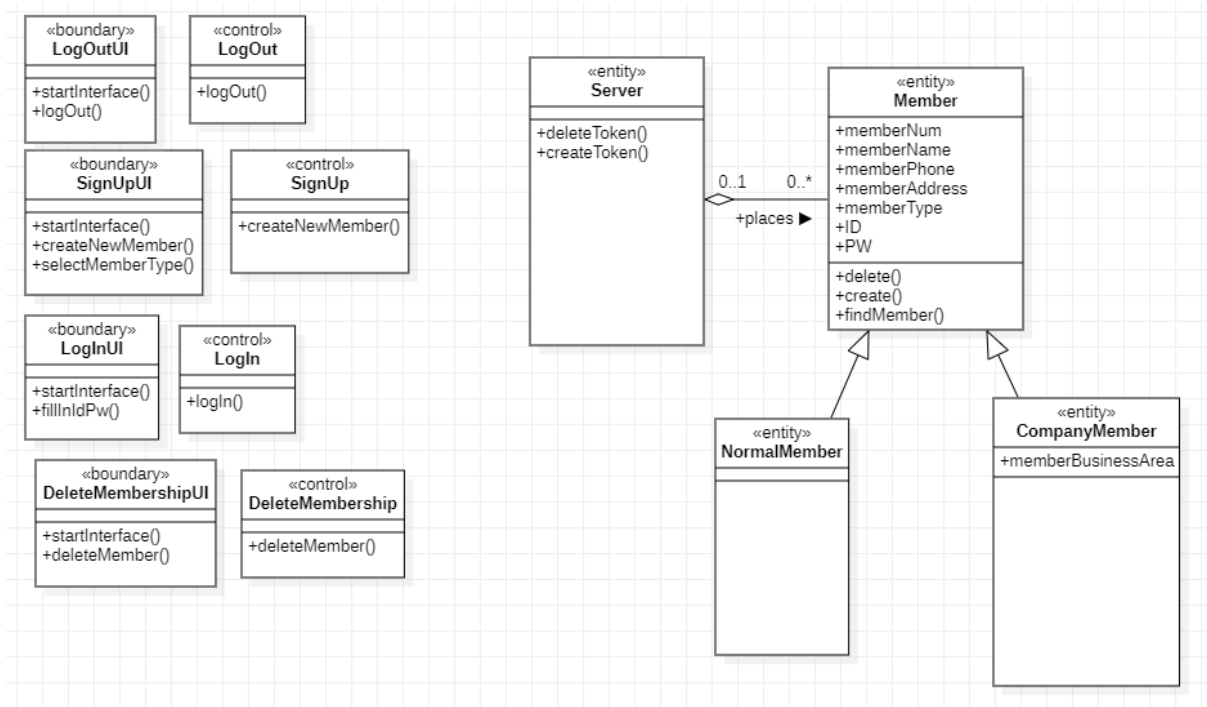 «boundary»
LogOutUI
+startInterface()
+logOut()
«control»
LogOut
+logOut()
«boundary»
SignUpUI
+startInterface()
+createNewMember()
+selectMemberType()
«control»
SignUp
+createNewMember()
«boundary»
LogInUI
+startInterface()
+fillInIdPw()
«control»
LogIn
+logIn()
«boundary»
DeleteMembershipUI
+startInterface()
+deleteMember()
«control»
DeleteMembership
+deleteMember()
«entity»
Server
+deleteToken()
+createToken()
0..1
0..*
+places ▶
«entity»
Member
+memberNum
+memberName
+memberPhone
+memberAddress
+memberType
+ID
+PW
+delete()
+create()
+findMember()
«entity»
NormalMember
«entity»
CompanyMember
+memberBusinessArea